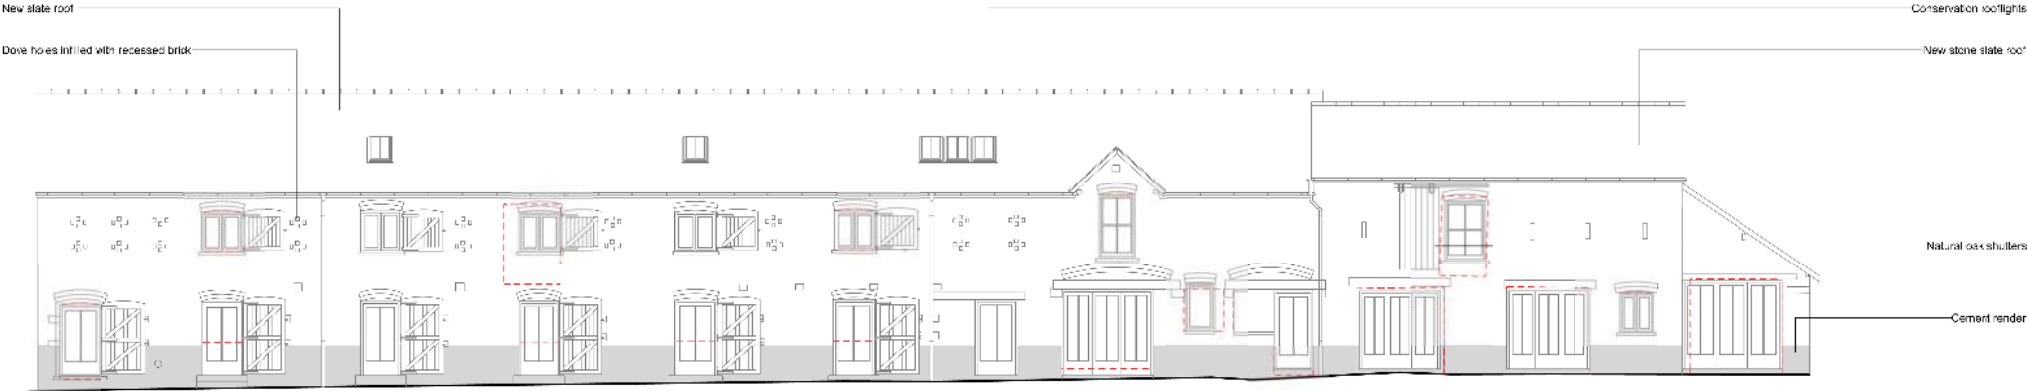 New slate roof
Conservation rooflights
Dove holes infilled with recessed brick
New stone slate roof
Natural oak shutters
Cement render